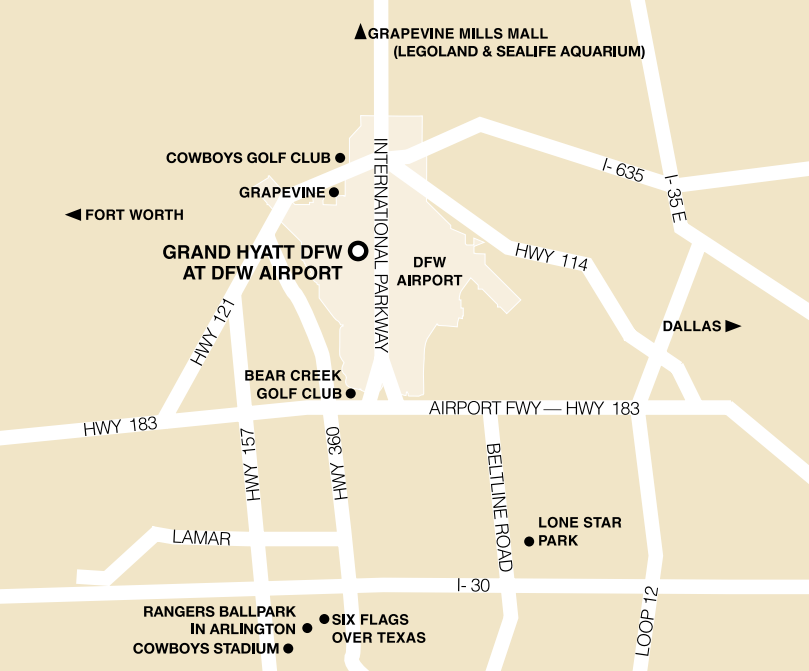 GRAPEVINE MILLS MALL
(LEGOLAND & SEALIFE AQUARIUM)
COWBOYS GOLF CLUB
INTERNATIONAL PARKWAY
I- 635
GRAPEVINE
I- 35 E
FORT WORTH
GRAND HYATT DFW
AT DFW AIRPORT
DFW
AIRPORT
HWY 114
HWY 121
DALLAS
BEAR CREEK
GOLF CLUB
AIRPORT FWY — HWY 183
HWY 183
HWY 157
HWY 360
BELTLINE ROAD
LONE STAR
PARK
LAMAR
I- 30
RANGERS BALLPARK
IN ARLINGTON
SIX FLAGS
OVER TEXAS
COWBOYS STADIUM
LOOP 12